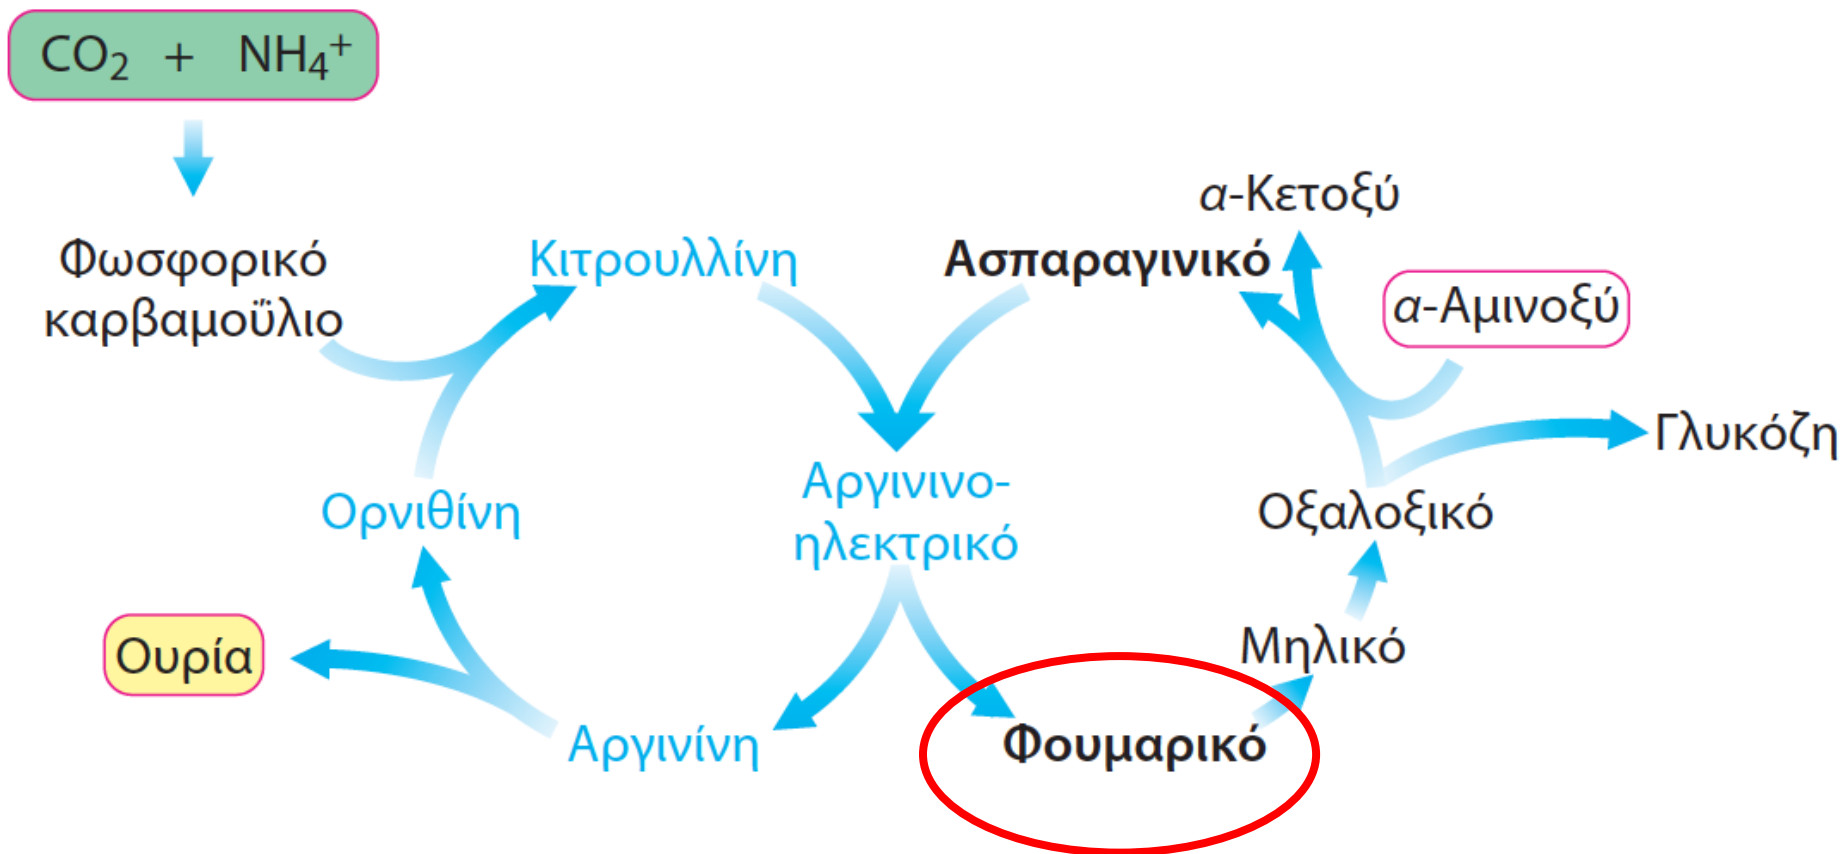 CO₂ + NH₄⁺
Φωσφορικό
καρβαμοΰλιο
Κιτρουλλίνη
Ασπαραγινικό
α-Κετοξύ
α-Αμινοξύ
Γλυκόζη
Ορνιθίνη
Αργινινο-
ηλεκτρικό
Οξαλοξικό
Ουρία
Μηλικό
Αργινίνη
Φουμαρικό